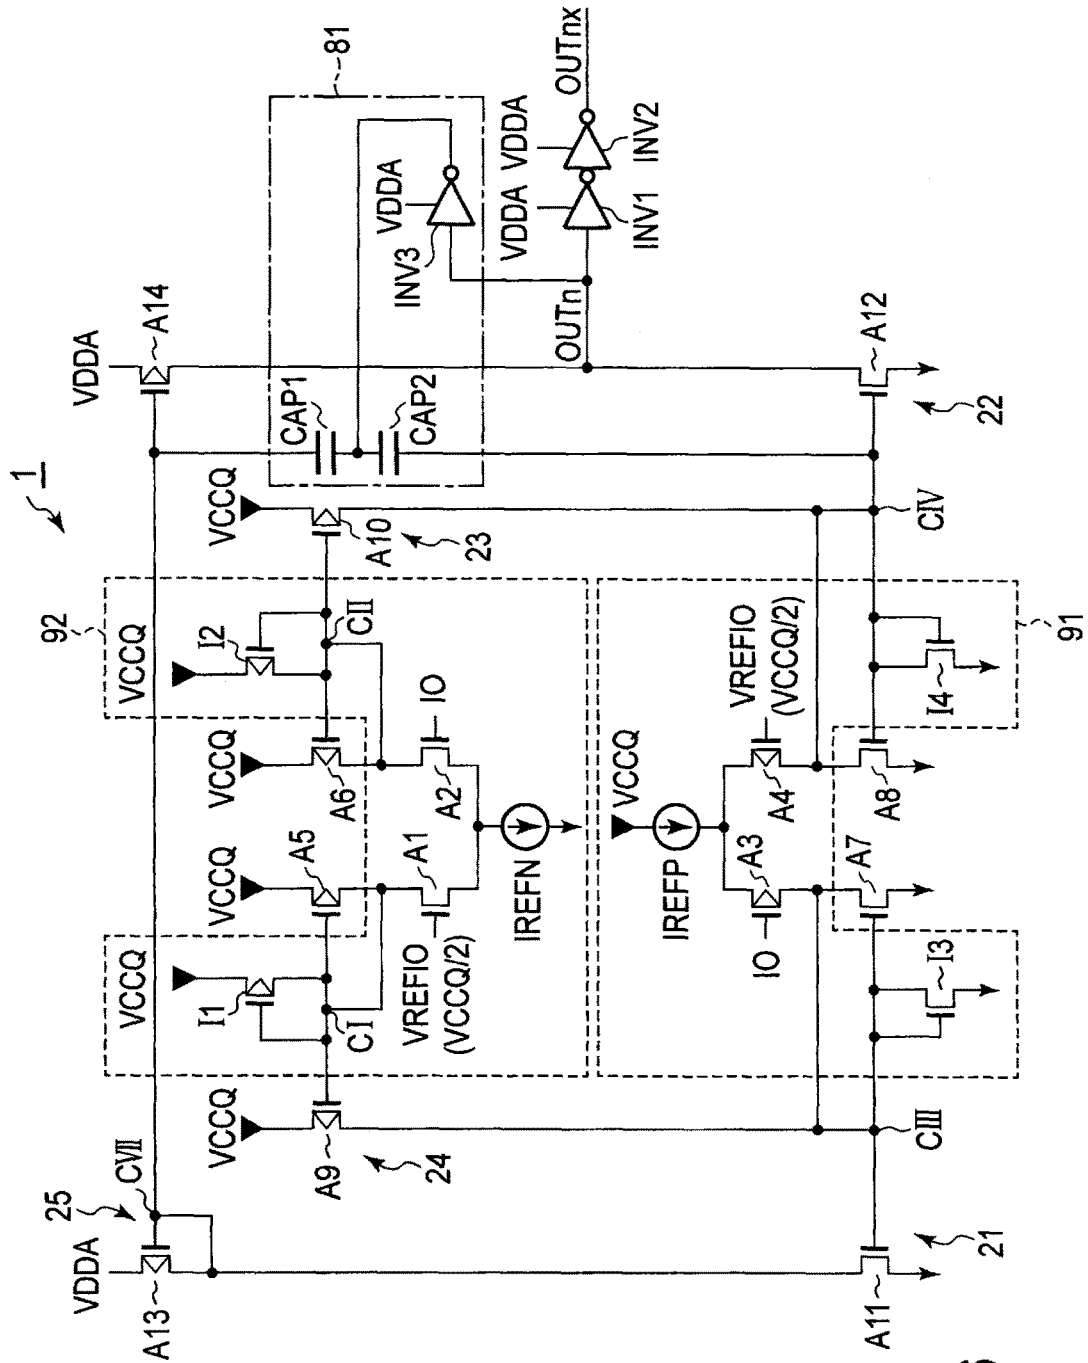 1
25
CVII
VDDA
A13
VDDA
A14
92
VCCQ
I1
VCCQ
A5
VCCQ
A6
VCCQ
I2
CII
VCCQ
A10
23
CAP1
CAP2
VDDA
INV3
81
VCCQ
A9
24
CI
VREFIO
(VCCQ/2)
A1
A2
IO
IREFN
OUTn
VDDA
INV1
VDDA
INV2
OUTnx
VCCQ
IREFP
IO
A3
A4
VREFIO
(VCCQ/2)
A7
A8
CIII
I3
I4
91
CIV
A11
21
A12
22